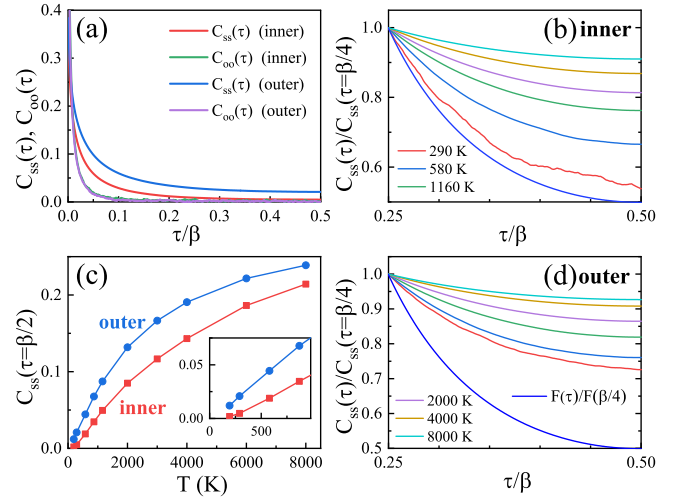 (a)
C_ss(τ) (inner)
C_oo(τ) (inner)
C_ss(τ) (outer)
C_oo(τ) (outer)
C_ss(τ), C_oo(τ)
0.4
0.3
0.2
0.1
0.0
0.0 0.1 0.2 0.3 0.4 0.5
τ/β
(b) inner
C_ss(τ)/C_ss(τ=β/4)
1.0
0.9
0.8
0.7
0.6
290 K
580 K
1160 K
0.25 0.50
τ/β
(c)
outer
inner
C_ss(τ=β/2)
0.2
0.1
0.0
0.05
0.00
0 500
0 2000 4000 6000 8000
T (K)
(d) outer
C_ss(τ)/C_ss(τ=β/4)
1.0
0.9
0.8
0.7
0.6
0.5
2000 K
4000 K
8000 K
F(τ)/F(β/4)
0.25 0.50
τ/β